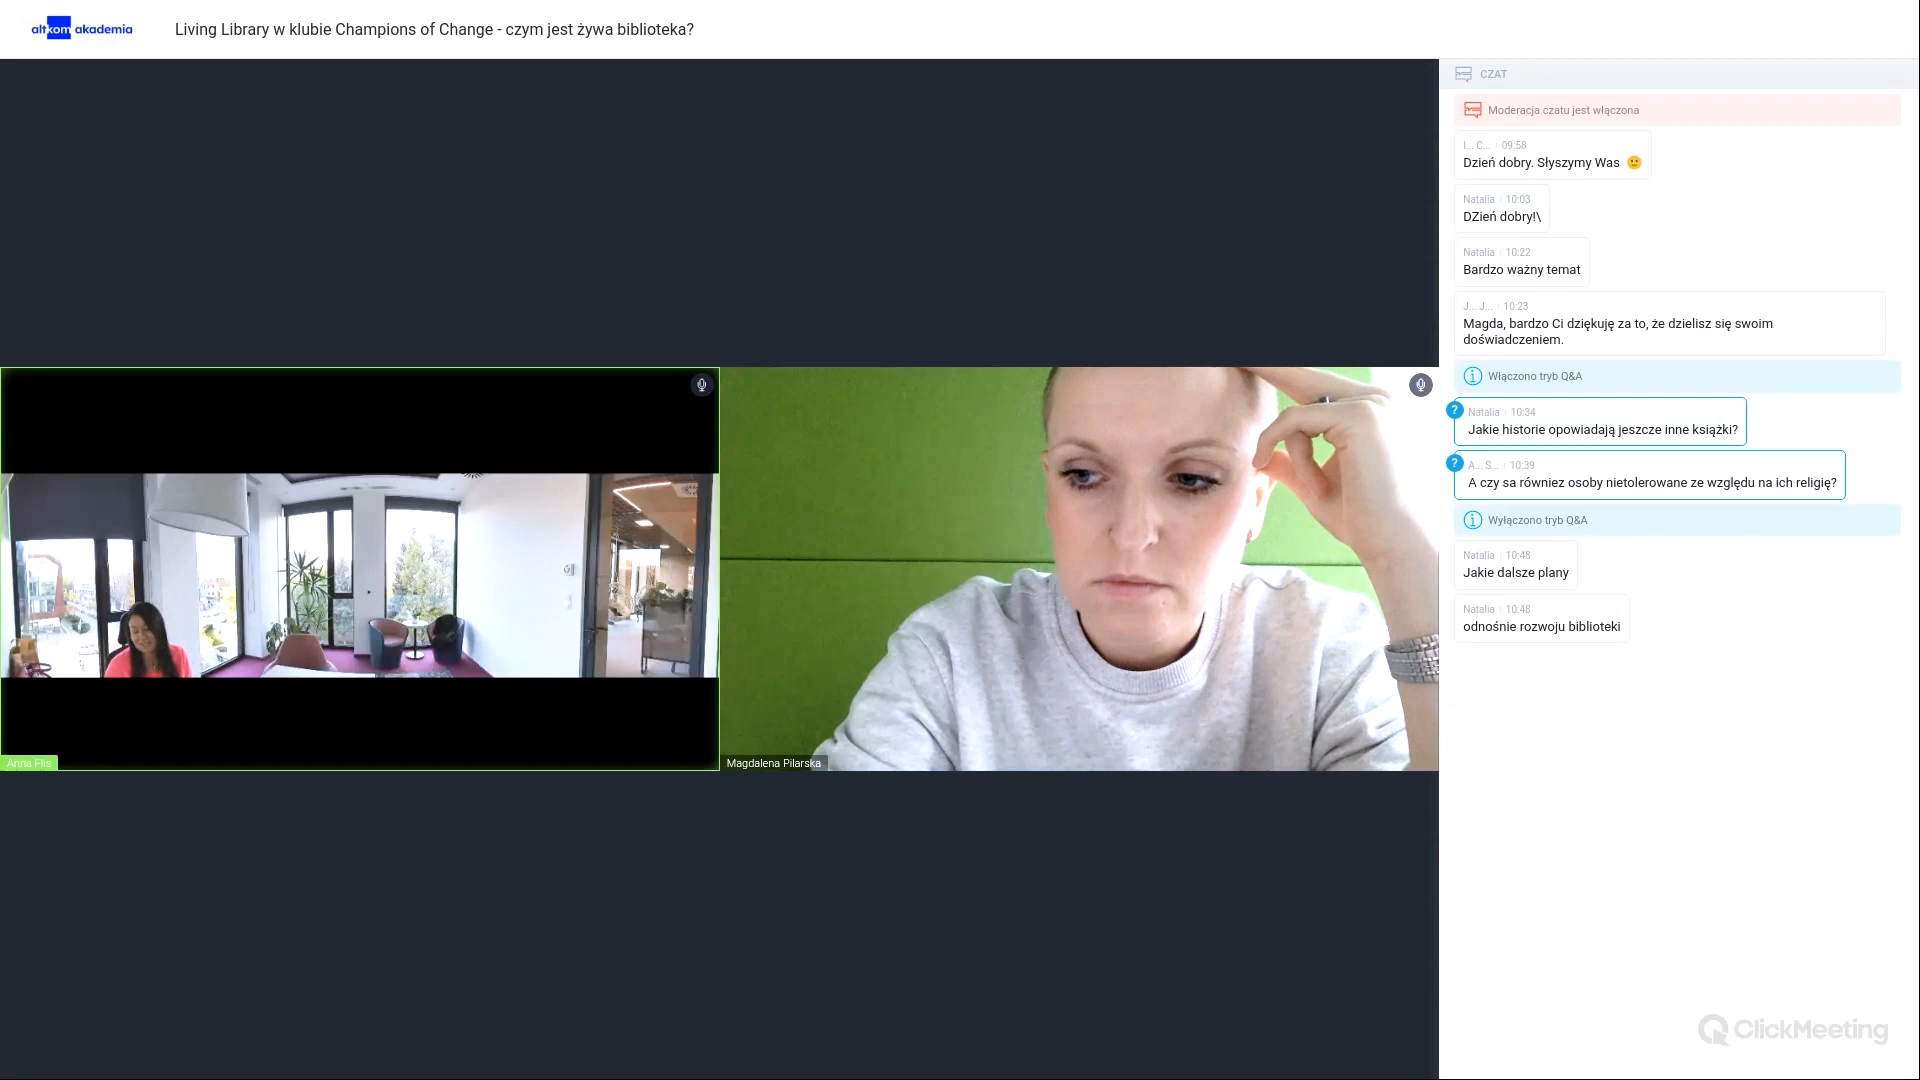 altkom akademia
Living Library w klubie Champions of Change - czym jest żywa biblioteka?
CZAT
Moderacja czatu jest włączona
I... C... 09:58
Dzień dobry. Słyszymy Was 🙂
Natalia 10:03
DZień dobry!\
Natalia 10:22
Bardzo ważny temat
J... J... 10:23
Magda, bardzo Ci dziękuję za to, że dzielisz się swoim
doświadczeniem.
Włączono tryb Q&A
? Natalia 10:34
Jakie historie opowiadają jeszcze inne książki?
? A... S... 10:39
A czy sa równiez osoby nietolerowane ze względu na ich religię?
Wyłączono tryb Q&A
Natalia 10:48
Jakie dalsze plany
Natalia 10:48
odnośnie rozwoju biblioteki
Anna Flis
Magdalena Pilarska
ClickMeeting